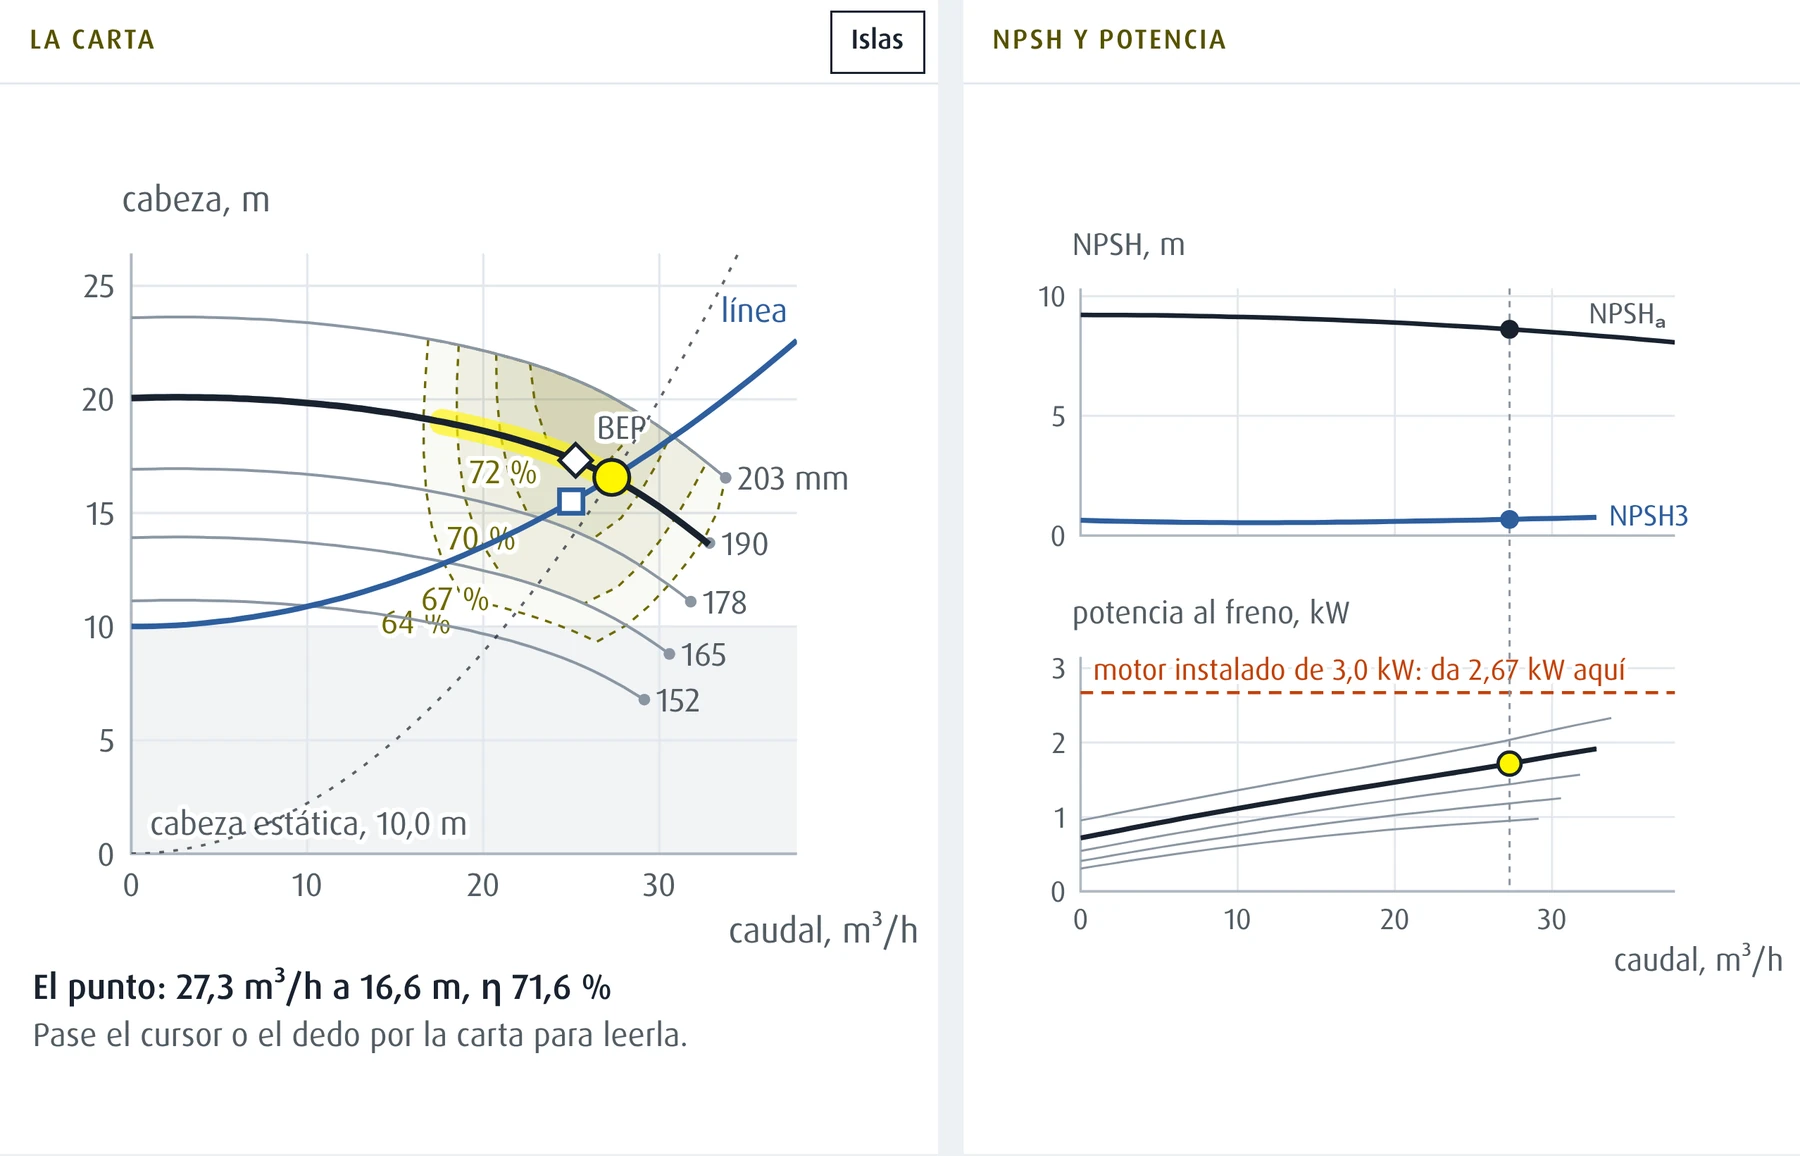 LA CARTA
Islas
cabeza, m
25
20
15
10
5
0
0
10
20
30
línea
BEP
72 %
70 %
67 %
64 %
203 mm
190
178
165
152
cabeza estática, 10,0 m
caudal, m³/h
El punto: 27,3 m³/h a 16,6 m, η 71,6 %
Pase el cursor o el dedo por la carta para leerla.
NPSH Y POTENCIA
NPSH, m
10
5
0
NPSHₐ
NPSH3
potencia al freno, kW
3
2
1
0
motor instalado de 3,0 kW: da 2,67 kW aquí
0
10
20
30
caudal, m³/h